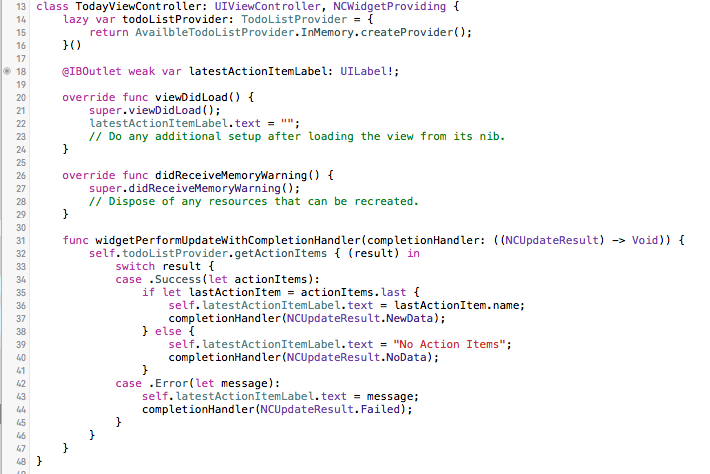 13 class TodayViewController: UIViewController, NCWidgetProviding {
14     lazy var todoListProvider: TodoListProvider = {
15         return AvailbleTodoListProvider.InMemory.createProvider();
16     }()
17
18     @IBOutlet weak var latestActionItemLabel: UILabel!;
19
20     override func viewDidLoad() {
21         super.viewDidLoad();
22         latestActionItemLabel.text = "";
23         // Do any additional setup after loading the view from its nib.
24     }
25
26     override func didReceiveMemoryWarning() {
27         super.didReceiveMemoryWarning();
28         // Dispose of any resources that can be recreated.
29     }
30
31     func widgetPerformUpdateWithCompletionHandler(completionHandler: ((NCUpdateResult) -> Void)) {
32         self.todoListProvider.getActionItems { (result) in
33             switch result {
34             case .Success(let actionItems):
35                 if let lastActionItem = actionItems.last {
36                     self.latestActionItemLabel.text = lastActionItem.name;
37                     completionHandler(NCUpdateResult.NewData);
38                 } else {
39                     self.latestActionItemLabel.text = "No Action Items";
40                     completionHandler(NCUpdateResult.NoData);
41                 }
42             case .Error(let message):
43                 self.latestActionItemLabel.text = message;
44                 completionHandler(NCUpdateResult.Failed);
45             }
46         }
47     }
48 }